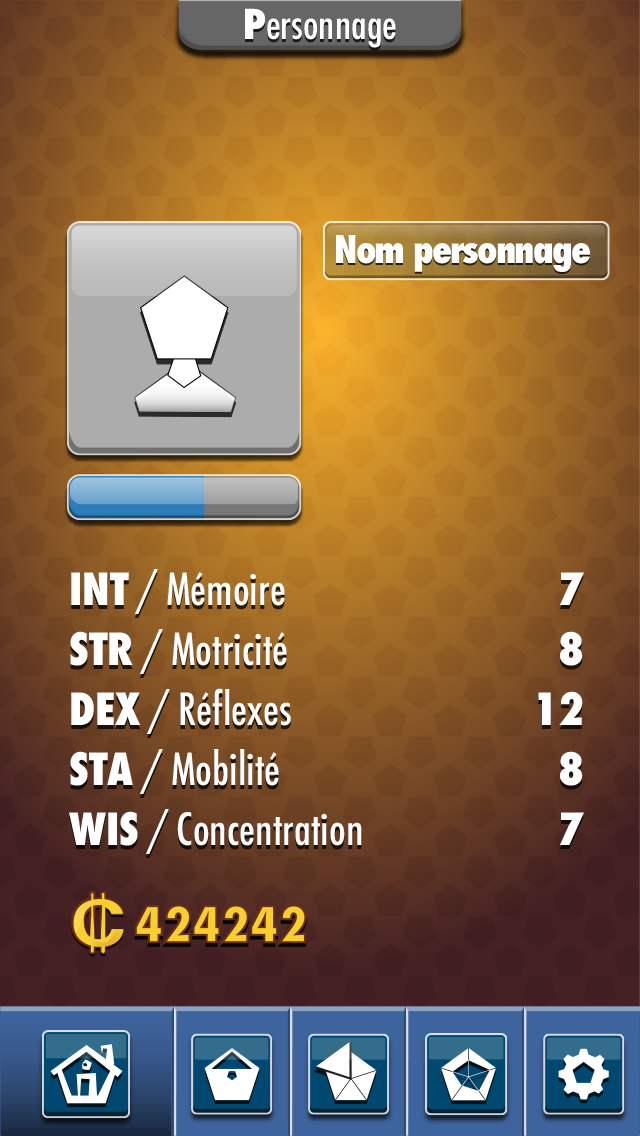 Personnage
Nom personnage
INT / Mémoire 7
STR / Motricité 8
DEX / Réflexes 12
STA / Mobilité 8
WIS / Concentration 7
₵ 424242